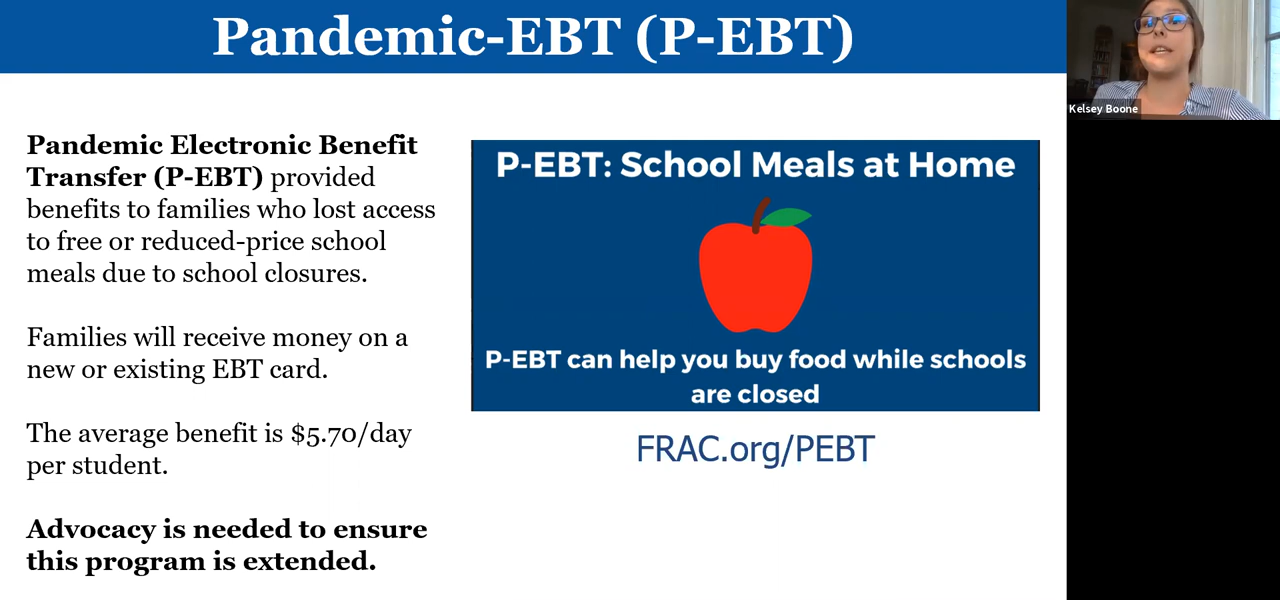 Pandemic-EBT (P-EBT)
Kelsey Boone
Pandemic Electronic Benefit
Transfer (P-EBT) provided
benefits to families who lost access
to free or reduced-price school
meals due to school closures.
Families will receive money on a
new or existing EBT card.
The average benefit is $5.70/day
per student.
Advocacy is needed to ensure
this program is extended.
P-EBT: School Meals at Home
P-EBT can help you buy food while schools
are closed
FRAC.org/PEBT